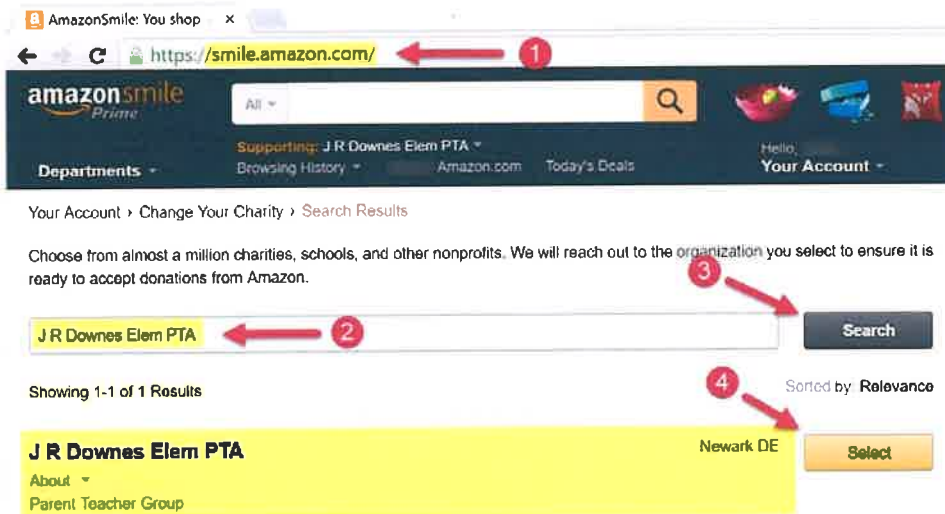 AmazonSmile: You shop ×
https://smile.amazon.com/
1
amazonsmile
Prime
All
Supporting: J R Downes Elem PTA
Hello,
Departments
Browsing History
Amazon.com
Today's Deals
Your Account
Your Account › Change Your Charity › Search Results
Choose from almost a million charities, schools, and other nonprofits. We will reach out to the organization you select to ensure it is
ready to accept donations from Amazon.
3
J R Downes Elem PTA
2
Search
Showing 1-1 of 1 Results
4
Sorted by Relevance
J R Downes Elem PTA
Newark DE
Select
About
Parent Teacher Group